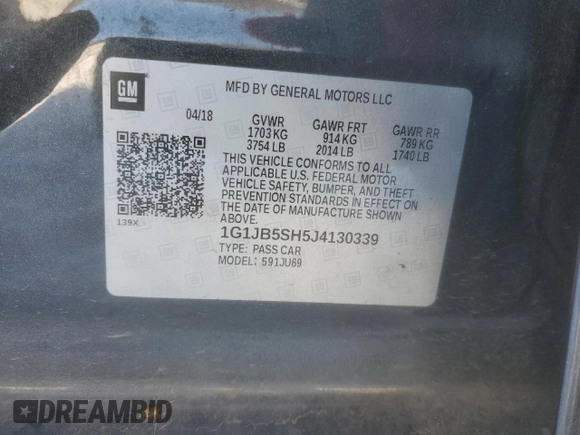 GM
MFD BY GENERAL MOTORS LLC
04/18 GVWR GAWR FRT GAWR RR
1703 KG 914 KG 789 KG
3754 LB 2014 LB 1740 LB
THIS VEHICLE CONFORMS TO ALL
APPLICABLE U.S. FEDERAL MOTOR
VEHICLE SAFETY, BUMPER, AND THEFT
PREVENTION STANDARDS IN EFFECT ON
THE DATE OF MANUFACTURE SHOWN
ABOVE.
139X
1G1JB5SH5J4130339
TYPE: PASS CAR
MODEL: 591JU69
DREAMBID